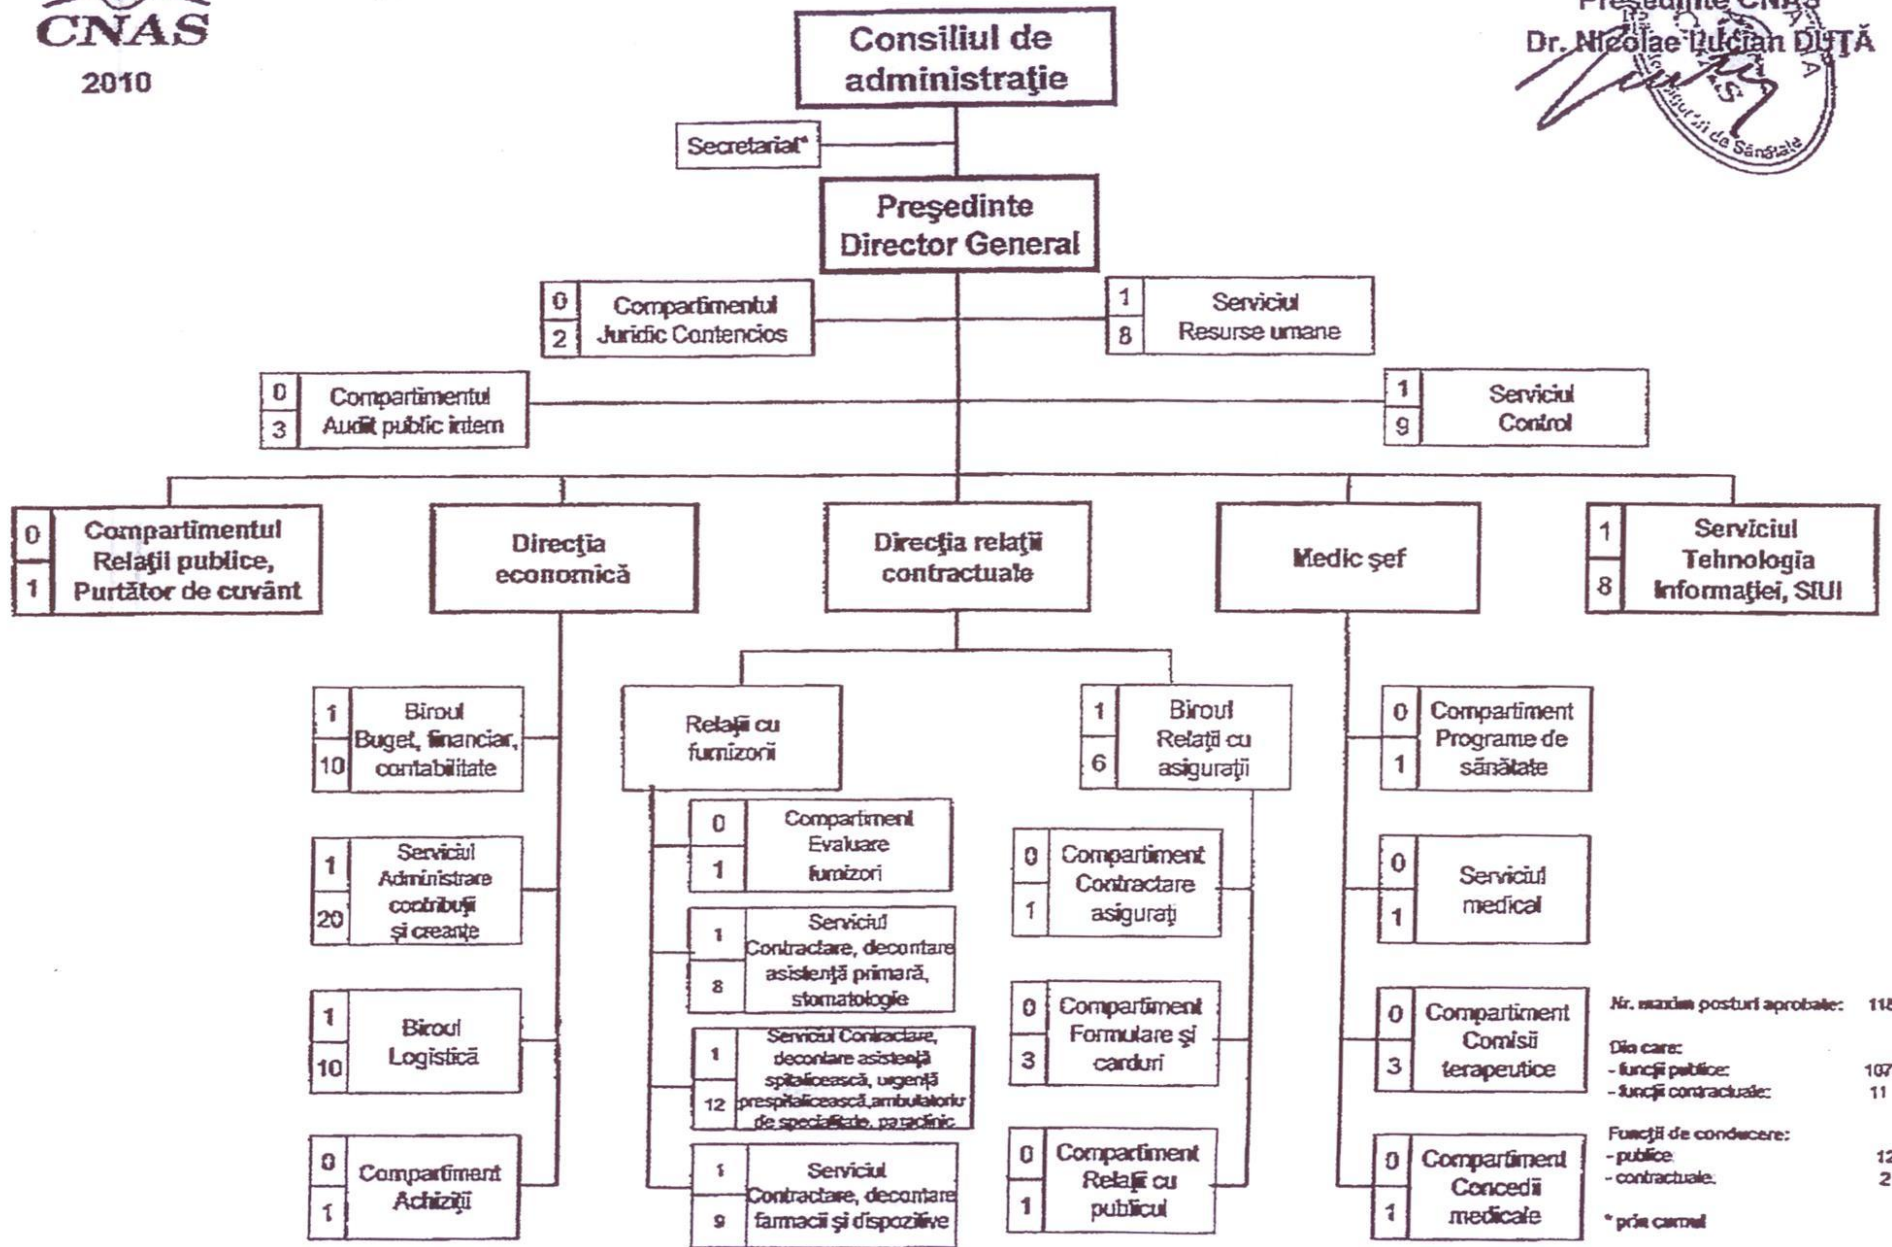 CNAS
2010
Președinte CNAS
Dr. Nicolae Lucian DUȚĂ
CNAS
de Sănătate
Consiliul de
administraţie
Secretariat*
Preşedinte
Director General
0
2
Compartimentul
Juridic Contencios
1
8
Serviciul
Resurse umane
0
3
Compartimentul
Audit public intern
1
9
Serviciul
Control
0
1
Compartimentul
Relaţii publice,
Purtător de cuvânt
Direcţia
economică
Direcţia relaţii
contractuale
Medic şef
1
8
Serviciul
Tehnologia
Informaţiei, SIUI
1
10
Biroul
Buget, financiar,
contabilitate
1
20
Serviciul
Administrare
contribuţii
şi creanţe
1
10
Biroul
Logistică
0
1
Compartiment
Achiziţii
Relaţii cu
furnizorii
0
1
Compartiment
Evaluare
furnizori
1
8
Serviciul
Contractare, decontare
asistenţă primară,
stomatologie
1
12
Serviciul Contractare,
decontare asistenţă
spitalicească, urgenţă
prespitalicească,ambulatoriu
de specialitate, paraclinic
1
9
Serviciul
Contractare, decontare
farmacii şi dispozitive
1
6
Biroul
Relaţii cu
asiguraţii
0
1
Compartiment
Contractare
asiguraţi
0
3
Compartiment
Formulare şi
carduri
0
1
Compartiment
Relaţii cu
publicul
0
1
Compartiment
Programe de
sănătate
0
1
Serviciul
medical
0
3
Compartiment
Comisii
terapeutice
0
1
Compartiment
Concedii
medicale
Nr. maxim posturi aprobate: 118
Din care:
- funcţii publice: 107
- funcţii contractuale: 11
Funcţii de conducere:
- publice: 12
- contractuale: 2
* prin cumul